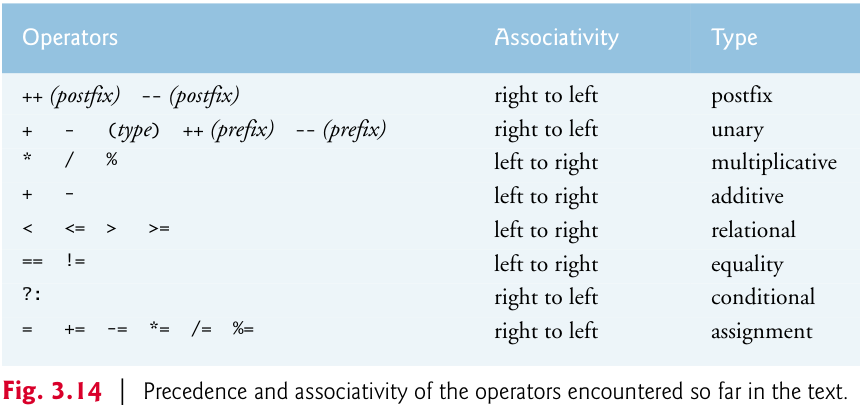 Operators Associativity Type
++ (postfix) -- (postfix) right to left postfix
+ - (type) ++ (prefix) -- (prefix) right to left unary
* / % left to right multiplicative
+ - left to right additive
< <= > >= left to right relational
== != left to right equality
?: right to left conditional
= += -= *= /= %= right to left assignment
Fig. 3.14 | Precedence and associativity of the operators encountered so far in the text.